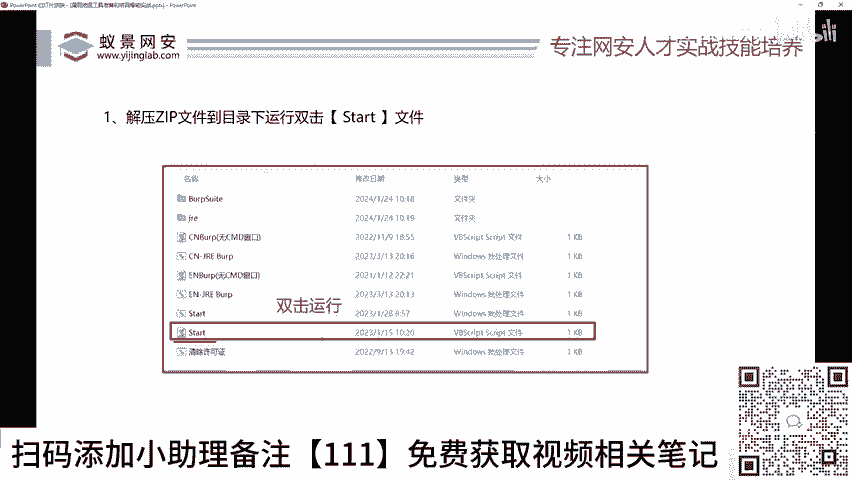 蚁景网安
www.yijinglab.com
专注网安人才实战技能培养
1、解压ZIP文件到目录下运行双击【 Start 】文件
名称 修改日期 类型 大小
BurpSuite 2024/1/24 10:18 文件夹
jre 2024/1/24 10:19 文件夹
CNBurp(无CMD窗口) 2022/11/9 18:55 VBScript Script 文件 1 KB
CN-JRE Burp 2023/3/13 20:16 Windows 批处理文件 1 KB
ENBurp(无CMD窗口) 2021/1/12 22:21 VBScript Script 文件 1 KB
EN-JRE Burp 2023/3/13 20:13 Windows 批处理文件 1 KB
双击运行
Start 2023/1/28 8:57 Windows 批处理文件 1 KB
Start 2023/1/15 10:20 VBScript Script 文件 1 KB
清除许可证 2022/9/13 19:42 Windows 批处理文件 1 KB
扫码添加小助理备注【111】免费获取视频相关笔记